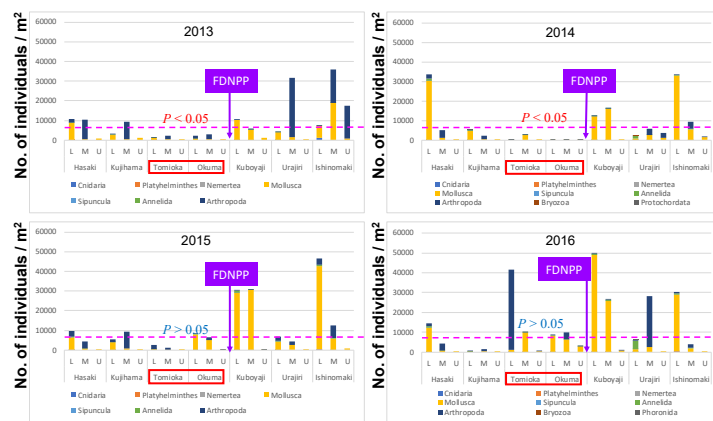 2013
No. of individuals / m²
60000
50000
40000
30000
20000
10000
0
FDNPP
P < 0.05
L M U L M U L M U L M U L M U L M U L M U
Hasaki Kujihama Tomioka Okuma Kuboyaji Urajiri Ishinomaki
Cnidaria Platyhelminthes Nemertea Mollusca
Sipuncula Annelida Arthropoda
2014
No. of individuals / m²
60000
50000
40000
30000
20000
10000
0
FDNPP
P < 0.05
L M U L M U L M U L M U L M U L M U L M U
Hasaki Kujihama Tomioka Okuma Kuboyaji Urajiri Ishinomaki
Cnidaria Platyhelminthes Nemertea
Mollusca Sipuncula Annelida
Arthropoda Bryozoa Protochordata
2015
No. of individuals / m²
60000
50000
40000
30000
20000
10000
0
FDNPP
P > 0.05
L M U L M U L M U L M U L M U L M U L M U
Hasaki Kujihama Tomioka Okuma Kuboyaji Urajiri Ishinomaki
Cnidaria Platyhelminthes Nemertea Mollusca
Sipuncula Annelida Arthropoda
2016
No. of individuals / m²
60000
50000
40000
30000
20000
10000
0
FDNPP
P > 0.05
L M U L M U L M U L M U L M U L M U L M U
Hasaki Kujihama Tomioka Okuma Kuboyaji Urajiri Ishinomaki
Cnidaria Platyhelminthes Nemertea
Mollusca Sipuncula Annelida
Arthropoda Bryozoa Phoronida